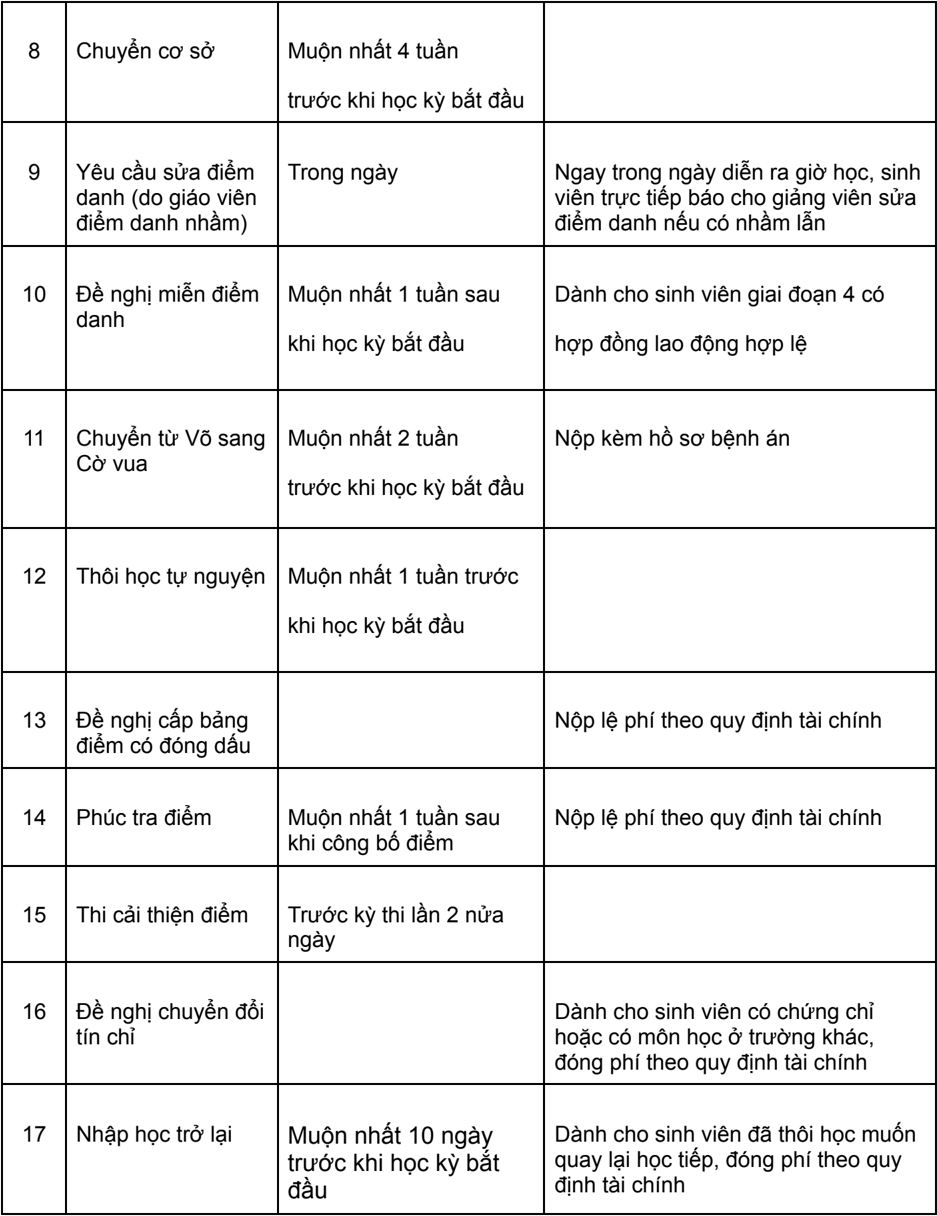 8
Chuyển cơ sở
Muộn nhất 4 tuần
trước khi học kỳ bắt đầu
9
Yêu cầu sửa điểm
danh (do giáo viên
điểm danh nhầm)
Trong ngày
Ngay trong ngày diễn ra giờ học, sinh
viên trực tiếp báo cho giảng viên sửa
điểm danh nếu có nhầm lẫn
10
Đề nghị miễn điểm
danh
Muộn nhất 1 tuần sau
khi học kỳ bắt đầu
Dành cho sinh viên giai đoạn 4 có
hợp đồng lao động hợp lệ
11
Chuyển từ Võ sang
Cờ vua
Muộn nhất 2 tuần
trước khi học kỳ bắt đầu
Nộp kèm hồ sơ bệnh án
12
Thôi học tự nguyện
Muộn nhất 1 tuần trước
khi học kỳ bắt đầu
13
Đề nghị cấp bảng
điểm có đóng dấu
Nộp lệ phí theo quy định tài chính
14
Phúc tra điểm
Muộn nhất 1 tuần sau
khi công bố điểm
Nộp lệ phí theo quy định tài chính
15
Thi cải thiện điểm
Trước kỳ thi lần 2 nửa
ngày
16
Đề nghị chuyển đổi
tín chỉ
Dành cho sinh viên có chứng chỉ
hoặc có môn học ở trường khác,
đóng phí theo quy định tài chính
17
Nhập học trở lại
Muộn nhất 10 ngày
trước khi học kỳ bắt
đầu
Dành cho sinh viên đã thôi học muốn
quay lại học tiếp, đóng phí theo quy
định tài chính